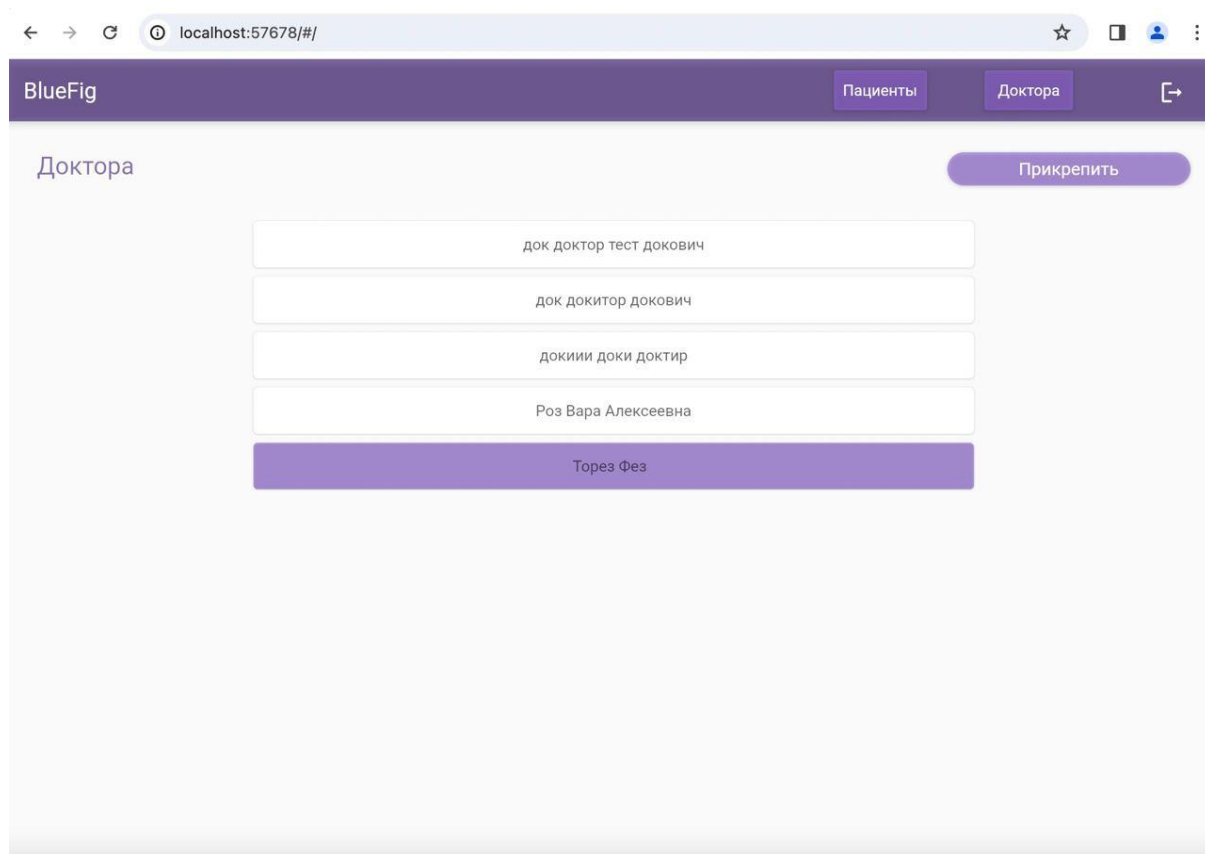 localhost:57678/#/
BlueFig
Пациенты
Доктора
Доктора
Прикрепить
док доктор тест докович
док докитор докович
докиии доки доктир
Роз Вара Алексеевна
Торез Фез